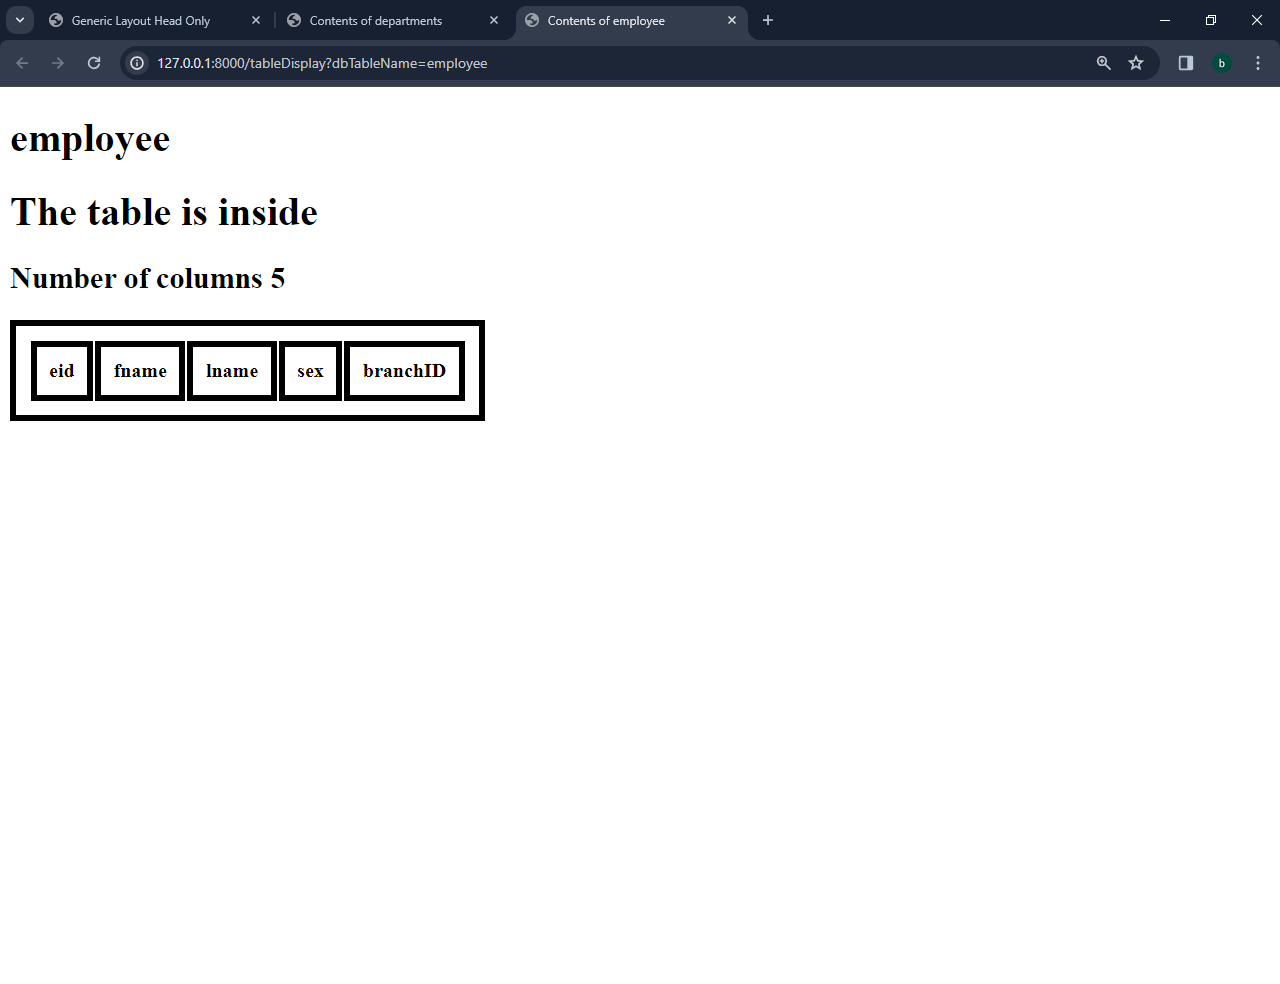 Generic Layout Head Only Contents of departments Contents of employee
127.0.0.1:8000/tableDisplay?dbTableName=employee b
employee
The table is inside
Number of columns 5
eid fname lname sex branchID